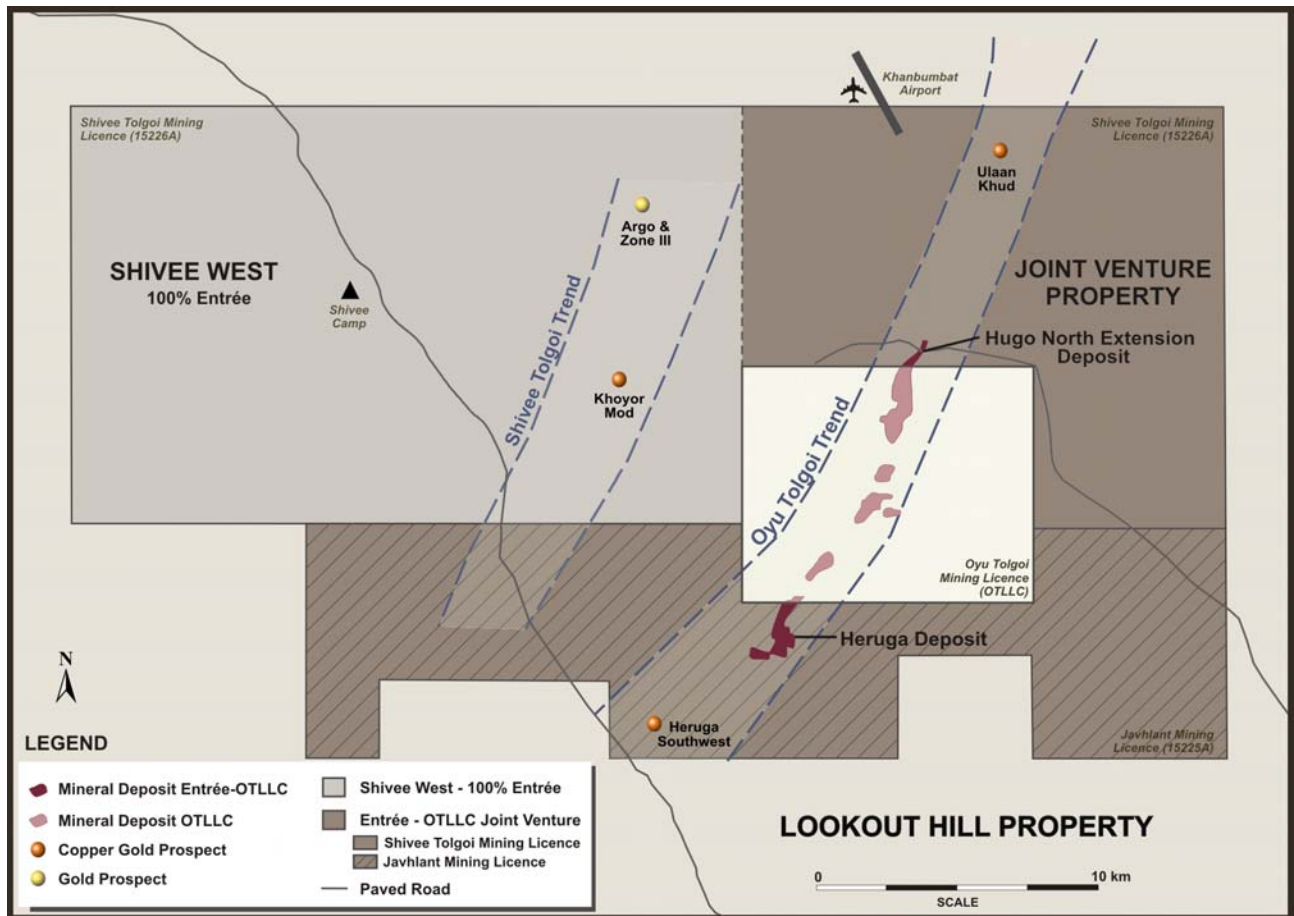 Khanbumbat
Airport
Shivee Tolgoi Mining
Licence (15226A)
Shivee Tolgoi Mining
Licence (15226A)
Ulaan
Khud
Argo &
Zone III
SHIVEE WEST
100% Entrée
Shivee
Camp
JOINT VENTURE
PROPERTY
Shivee Tolgoi Trend
Hugo North Extension
Deposit
Khoyor
Mod
Oyu Tolgoi Trend
Oyu Tolgoi
Mining Licence
(OTLLC)
Heruga Deposit
N
Heruga
Southwest
Javhlant Mining
Licence (15225A)
LEGEND
Mineral Deposit Entrée-OTLLC
Mineral Deposit OTLLC
Copper Gold Prospect
Gold Prospect
Shivee West - 100% Entrée
Entrée - OTLLC Joint Venture
Shivee Tolgoi Mining Licence
Javhlant Mining Licence
Paved Road
LOOKOUT HILL PROPERTY
0
10 km
SCALE